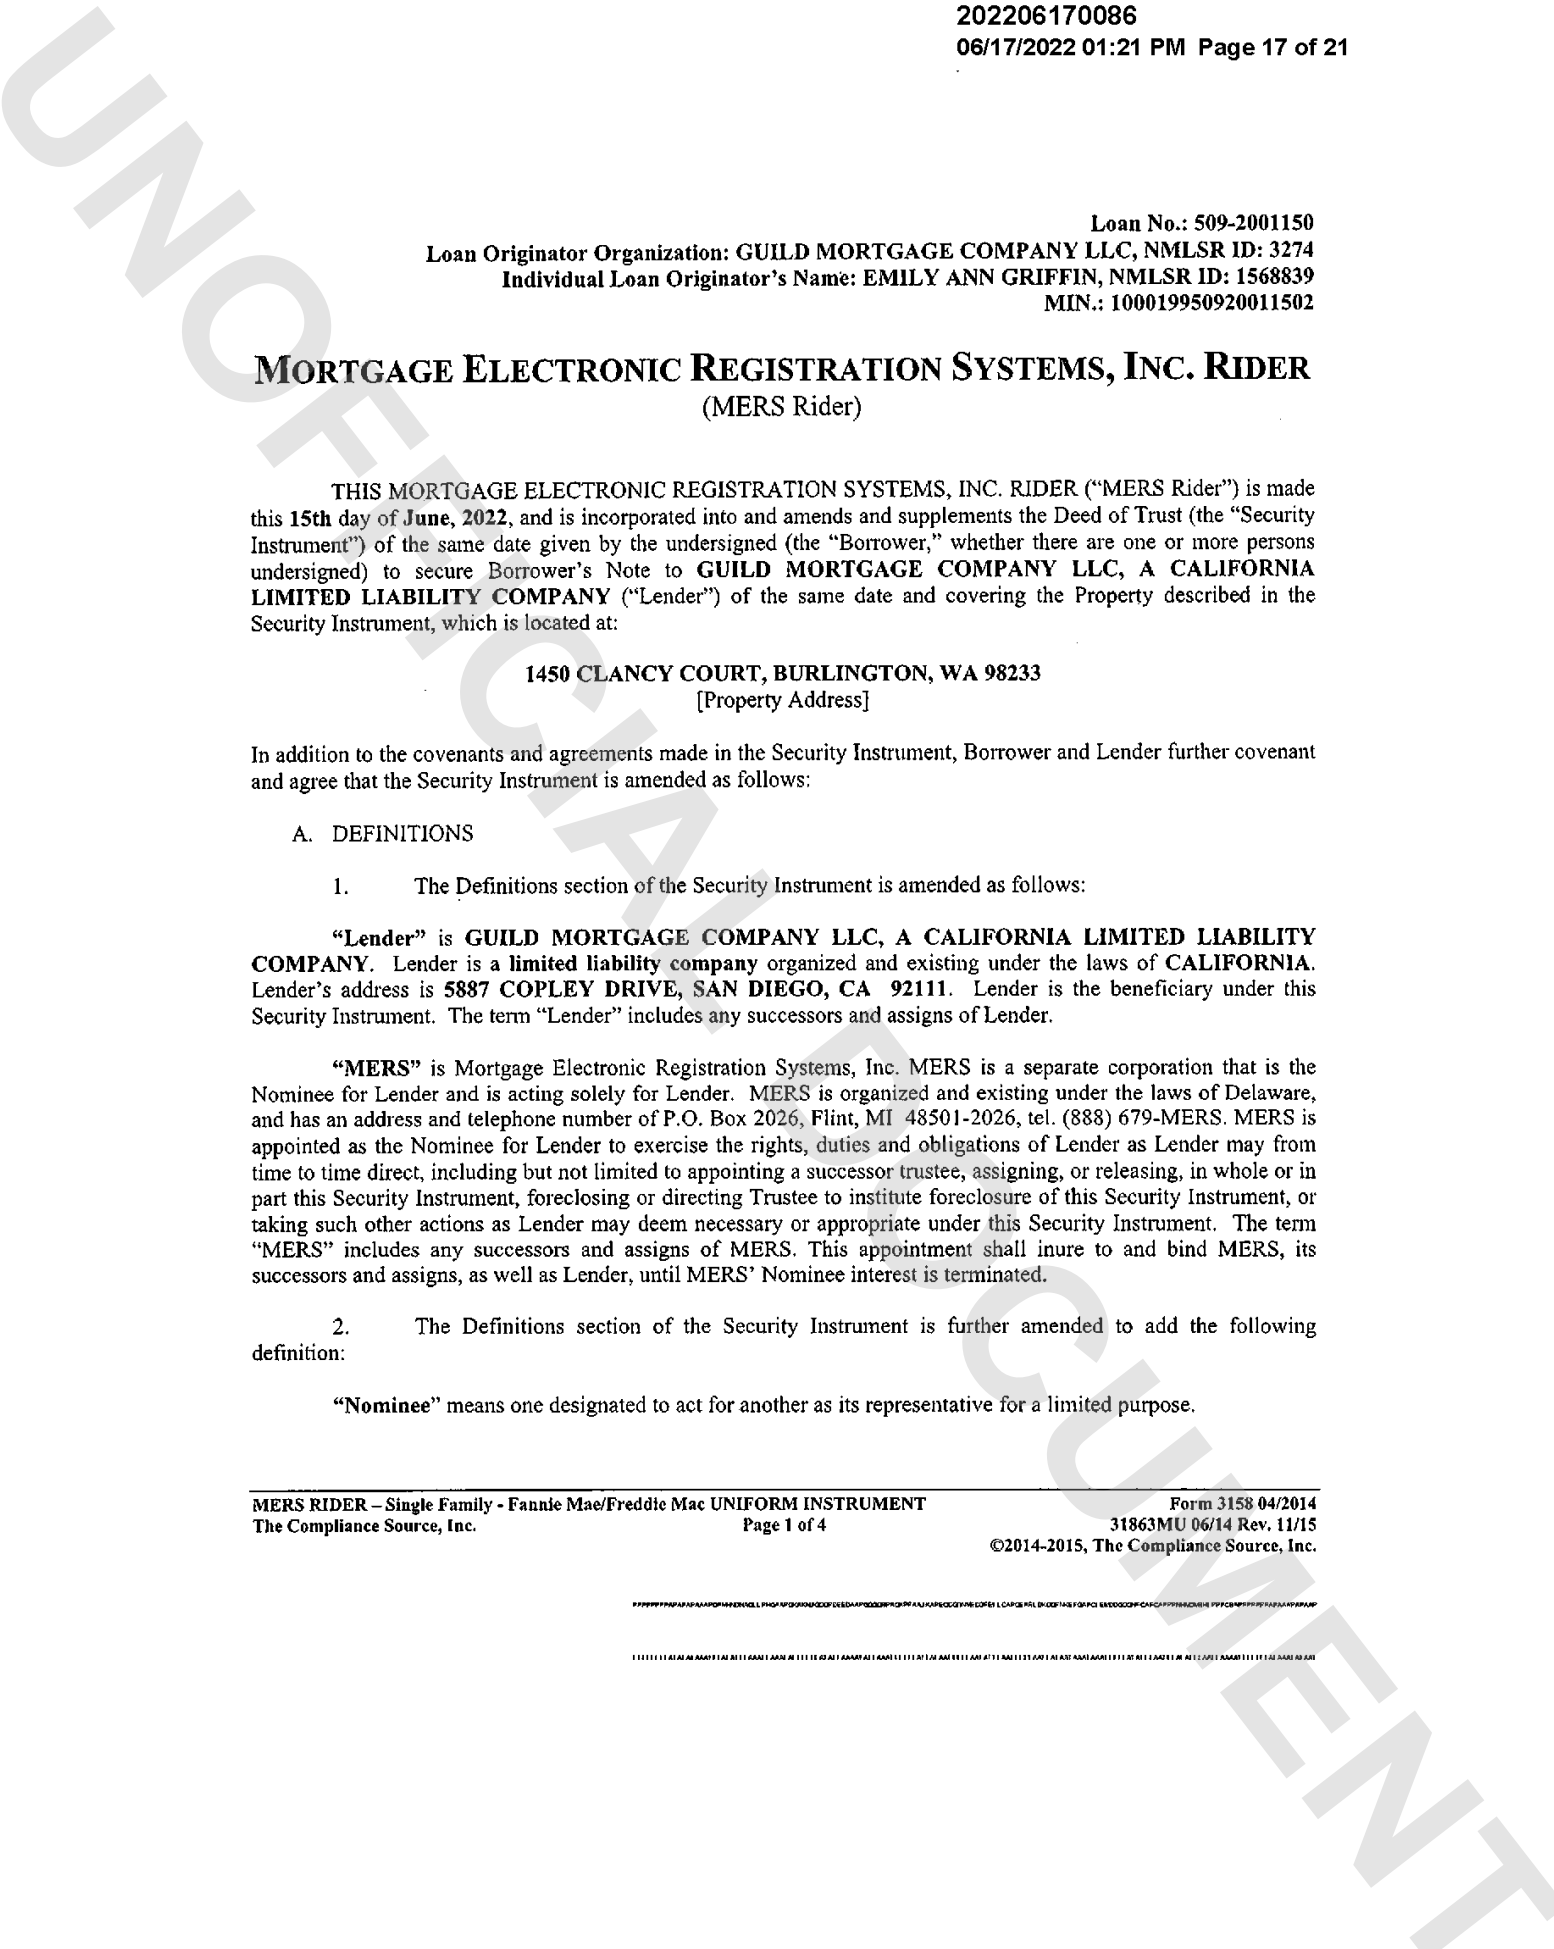 202206170086
06/17/2022 01:21 PM Page 17 of 21
Loan No.: 509-2001150
Loan Originator Organization: GUILD MORTGAGE COMPANY LLC, NMLSR ID: 3274
Individual Loan Originator's Name: EMILY ANN GRIFFIN, NMLSR ID: 1568839
MIN.: 100019950920011502
MORTGAGE ELECTRONIC REGISTRATION SYSTEMS, INC. RIDER
(MERS Rider)
THIS MORTGAGE ELECTRONIC REGISTRATION SYSTEMS, INC. RIDER (“MERS Rider”) is made
this 15th day of June, 2022, and is incorporated into and amends and supplements the Deed of Trust (the “Security
Instrument”) of the same date given by the undersigned (the “Borrower,” whether there are one or more persons
undersigned) to secure Borrower’s Note to GUILD MORTGAGE COMPANY LLC, A CALIFORNIA
LIMITED LIABILITY COMPANY (“Lender”) of the same date and covering the Property described in the
Security Instrument, which is located at:
1450 CLANCY COURT, BURLINGTON, WA 98233
[Property Address]
In addition to the covenants and agreements made in the Security Instrument, Borrower and Lender further covenant
and agree that the Security Instrument is amended as follows:
A. DEFINITIONS
1. The Definitions section of the Security Instrument is amended as follows:
“Lender” is GUILD MORTGAGE COMPANY LLC, A CALIFORNIA LIMITED LIABILITY
COMPANY. Lender is a limited liability company organized and existing under the laws of CALIFORNIA.
Lender’s address is 5887 COPLEY DRIVE, SAN DIEGO, CA 92111. Lender is the beneficiary under this
Security Instrument. The term “Lender” includes any successors and assigns of Lender.
“MERS” is Mortgage Electronic Registration Systems, Inc. MERS is a separate corporation that is the
Nominee for Lender and is acting solely for Lender. MERS is organized and existing under the laws of Delaware,
and has an address and telephone number of P.O. Box 2026, Flint, MI 48501-2026, tel. (888) 679-MERS. MERS is
appointed as the Nominee for Lender to exercise the rights, duties and obligations of Lender as Lender may from
time to time direct, including but not limited to appointing a successor trustee, assigning, or releasing, in whole or in
part this Security Instrument, foreclosing or directing Trustee to institute foreclosure of this Security Instrument, or
taking such other actions as Lender may deem necessary or appropriate under this Security Instrument. The term
“MERS” includes any successors and assigns of MERS. This appointment shall inure to and bind MERS, its
successors and assigns, as well as Lender, until MERS’ Nominee interest is terminated.
2. The Definitions section of the Security Instrument is further amended to add the following
definition:
“Nominee” means one designated to act for another as its representative for a limited purpose.
MERS RIDER – Single Family - Fannie Mae/Freddie Mac UNIFORM INSTRUMENT Form 3158 04/2014
The Compliance Source, Inc. Page 1 of 4 31863MU 06/14 Rev. 11/15
©2014-2015, The Compliance Source, Inc.
UNOFFICIAL DOCUMENT